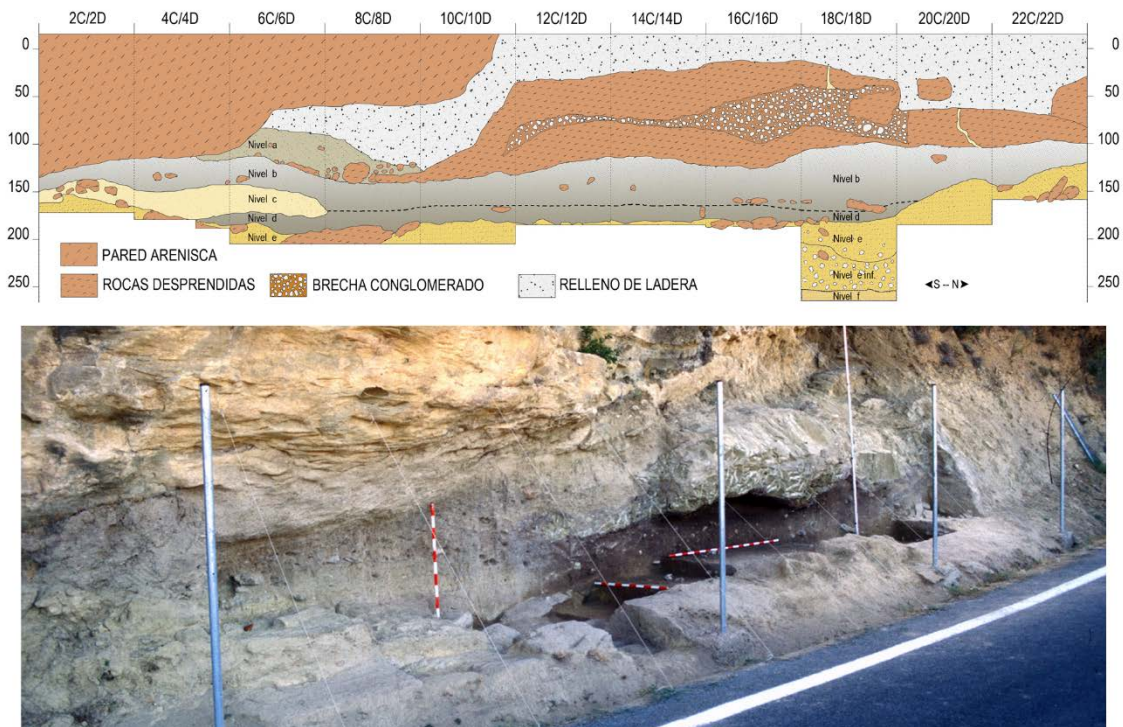 2C/2D 4C/4D 6C/6D 8C/8D 10C/10D 12C/12D 14C/14D 16C/16D 18C/18D 20C/20D 22C/22D
0 0
50 50
Nivel a
100 100
Nivel b Nivel b
150 150
Nivel c
Nivel d Nivel d
200 200
Nivel e Nivel e
PARED ARENISCA
Nivel e inf.
250 250
ROCAS DESPRENDIDAS BRECHA CONGLOMERADO RELLENO DE LADERA ◄S -- N►
Nivel f